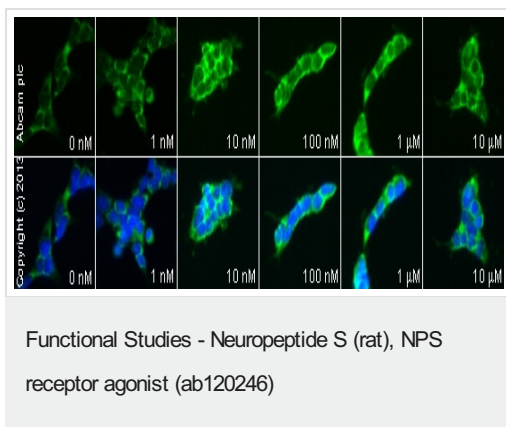 Abcam plc
0 nM
1 nM
10 nM
100 nM
1 µM
10 µM
Copyright (c) 2013
0 nM
1 nM
10 nM
100 nM
1 µM
10 µM
Functional Studies - Neuropeptide S (rat), NPS
receptor agonist (ab120246)